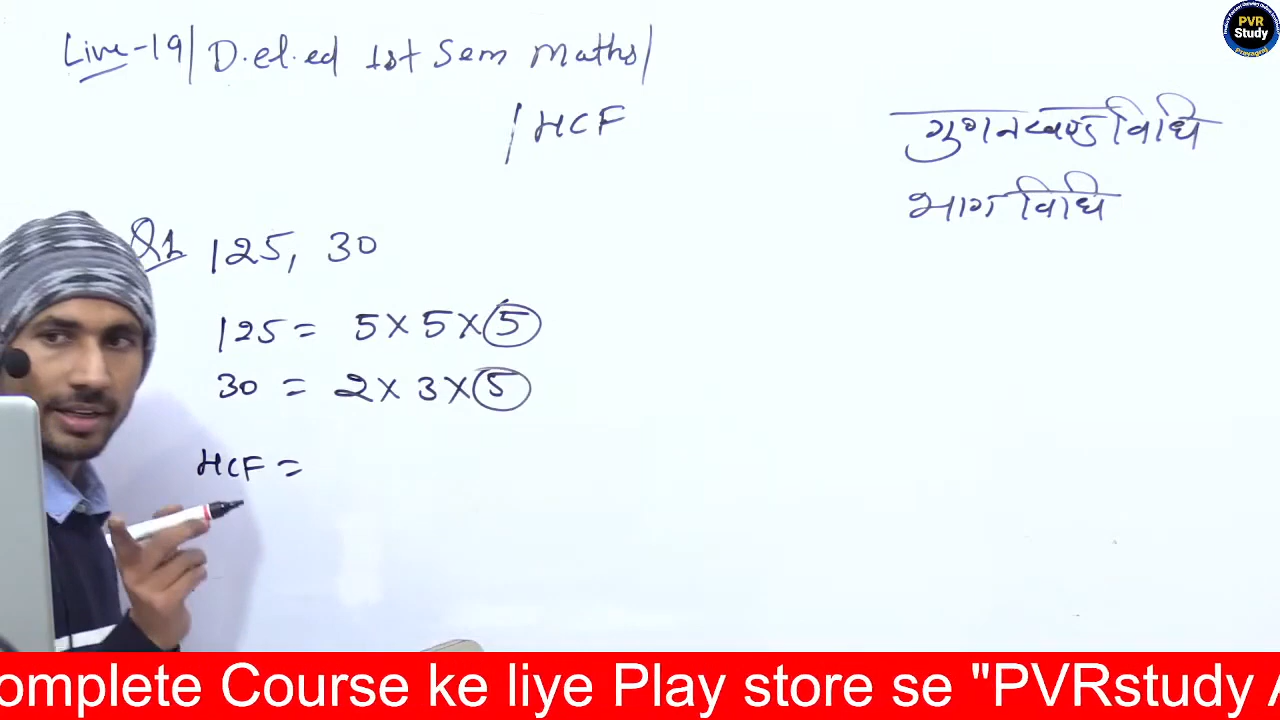 Live-19/ D.el.ed 1st Sem Maths/
/HCF
गुणनखण्ड विधि
भाग विधि
Q1 125, 30
125 = 5 × 5 × 5
30 = 2 × 3 × 5
HCF =
PVR
Study
Prayagraj
omplete Course ke liye Play store se "PVRstudy A